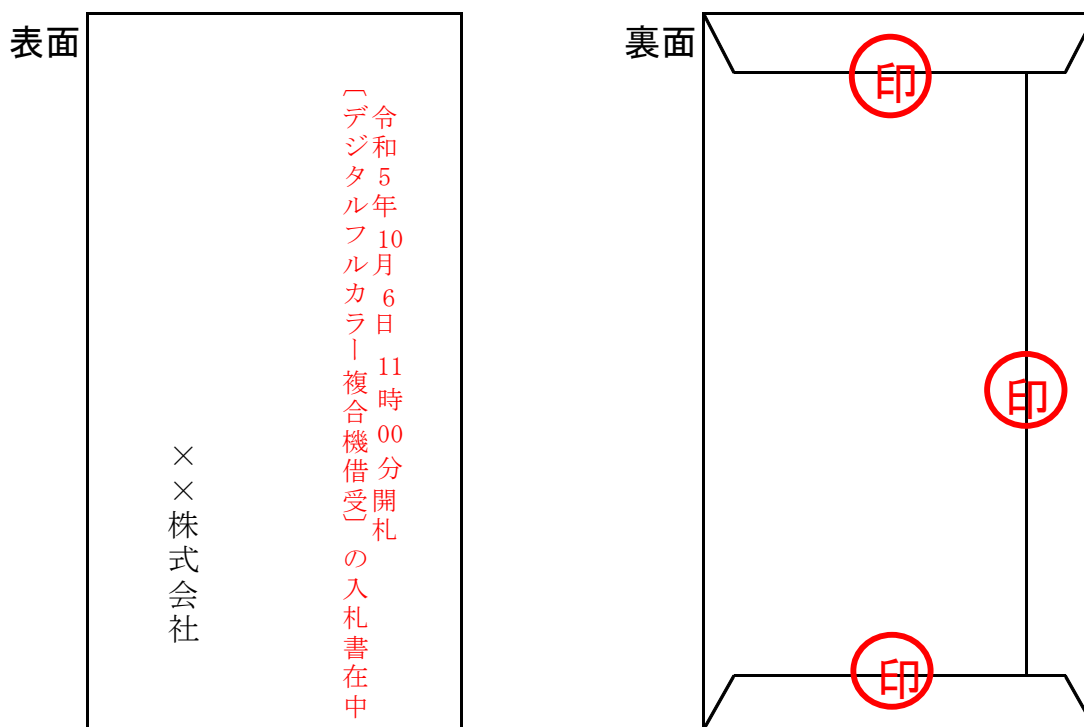 表面
令和5年10月6日 11時00分開札
〔デジタルフルカラー複合機借受〕の入札書在中
××株式会社
裏面
印
印
印